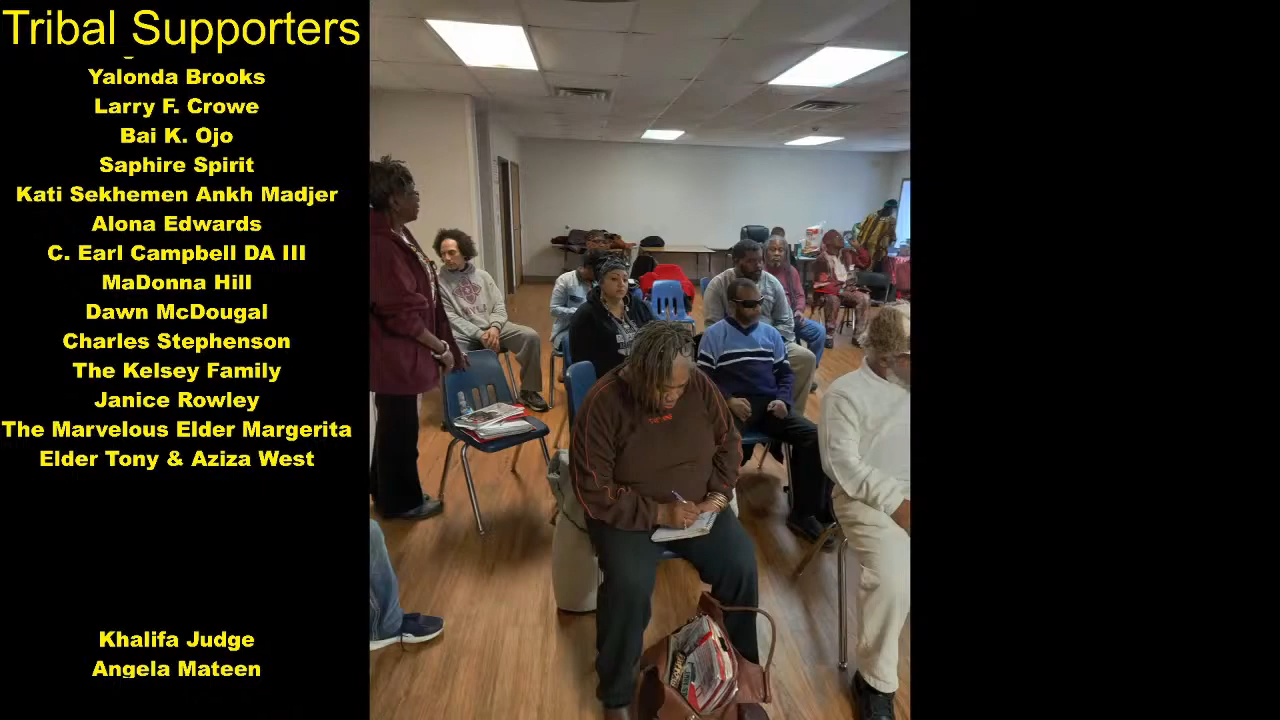 Tribal Supporters
Yalonda Brooks
Larry F. Crowe
Bai K. Ojo
Saphire Spirit
Kati Sekhemen Ankh Madjer
Alona Edwards
C. Earl Campbell DA III
MaDonna Hill
Dawn McDougal
Charles Stephenson
The Kelsey Family
Janice Rowley
The Marvelous Elder Margerita
Elder Tony & Aziza West
Khalifa Judge
Angela Mateen